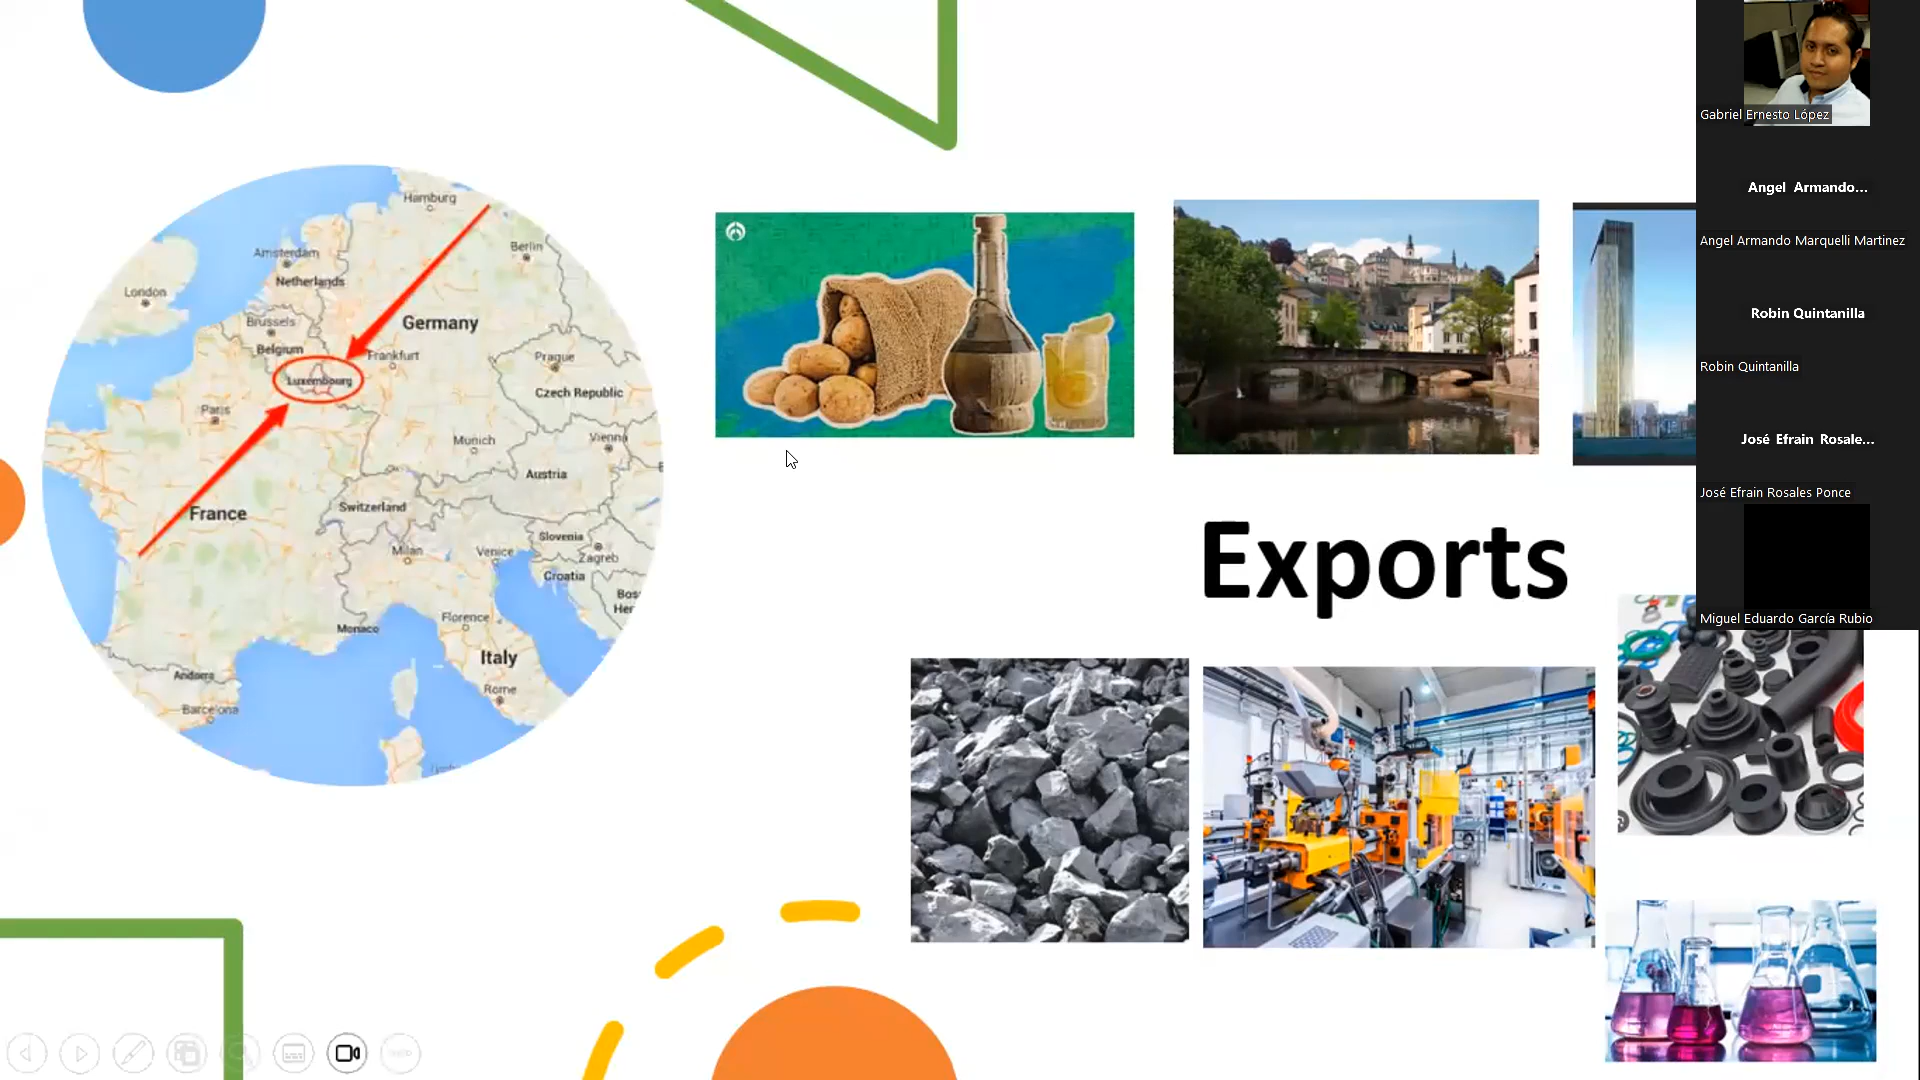 Hamburg
Berlin
Amsterdam
Netherlands
London
Brussels
Germany
Belgium
Frankfurt
Prague
Luxembourg
Czech Republic
Paris
Munich
Vienna
Austria
France
Switzerland
Slovenia
Milan
Venice
Zagreb
Croatia
Bos
Her
Florence
Monaco
Italy
Andorra
Rome
Barcelona
Exports
Gabriel Ernesto López
Angel Armando...
Angel Armando Marquelli Martinez
Robin Quintanilla
Robin Quintanilla
José Efrain Rosale...
José Efrain Rosales Ponce
Miguel Eduardo García Rubio